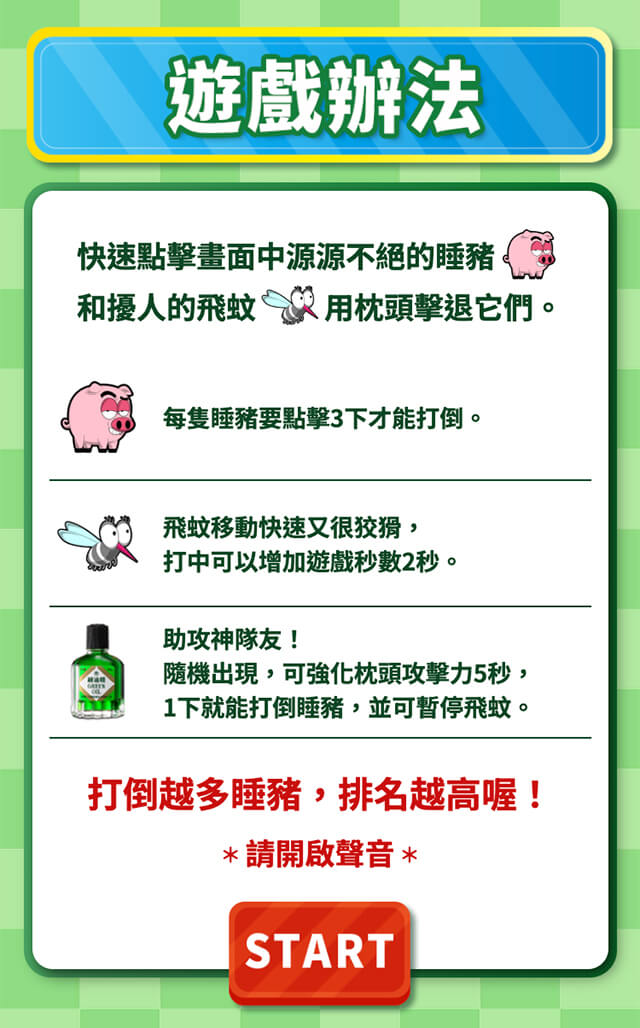 遊戲辦法
快速點擊畫面中源源不絕的睡豬
和擾人的飛蚊 用枕頭擊退它們。
每隻睡豬要點擊3下才能打倒。
飛蚊移動快速又很狡猾，
打中可以增加遊戲秒數2秒。
助攻神隊友！
隨機出現，可強化枕頭攻擊力5秒，
1下就能打倒睡豬，並可暫停飛蚊。
綠油精
GREEN
OIL
打倒越多睡豬，排名越高喔！
＊請開啟聲音＊
START